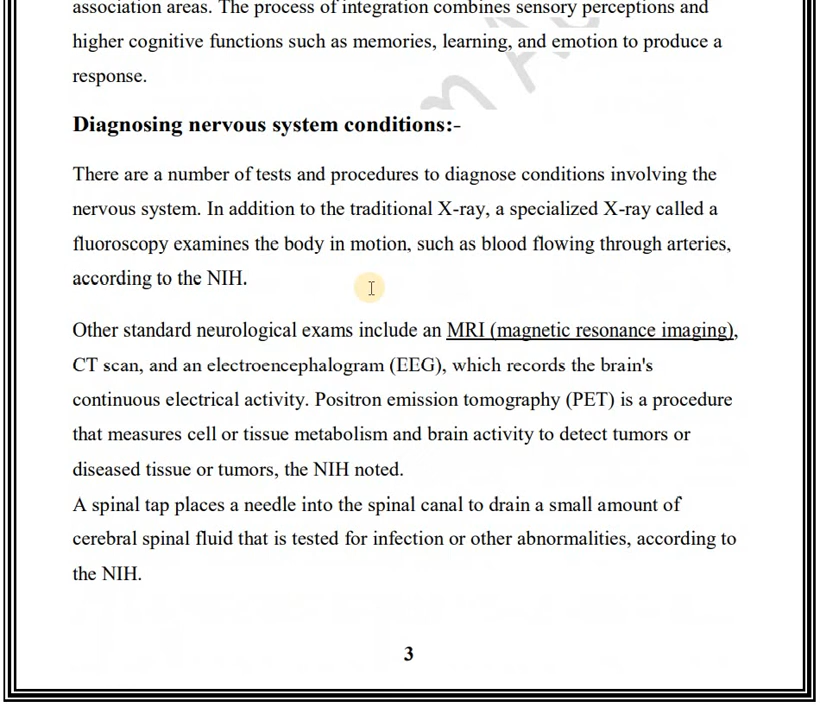 association areas. The process of integration combines sensory perceptions and
higher cognitive functions such as memories, learning, and emotion to produce a
response.
Diagnosing nervous system conditions:-
There are a number of tests and procedures to diagnose conditions involving the
nervous system. In addition to the traditional X-ray, a specialized X-ray called a
fluoroscopy examines the body in motion, such as blood flowing through arteries,
according to the NIH.
Other standard neurological exams include an MRI (magnetic resonance imaging),
CT scan, and an electroencephalogram (EEG), which records the brain's
continuous electrical activity. Positron emission tomography (PET) is a procedure
that measures cell or tissue metabolism and brain activity to detect tumors or
diseased tissue or tumors, the NIH noted.
A spinal tap places a needle into the spinal canal to drain a small amount of
cerebral spinal fluid that is tested for infection or other abnormalities, according to
the NIH.
3